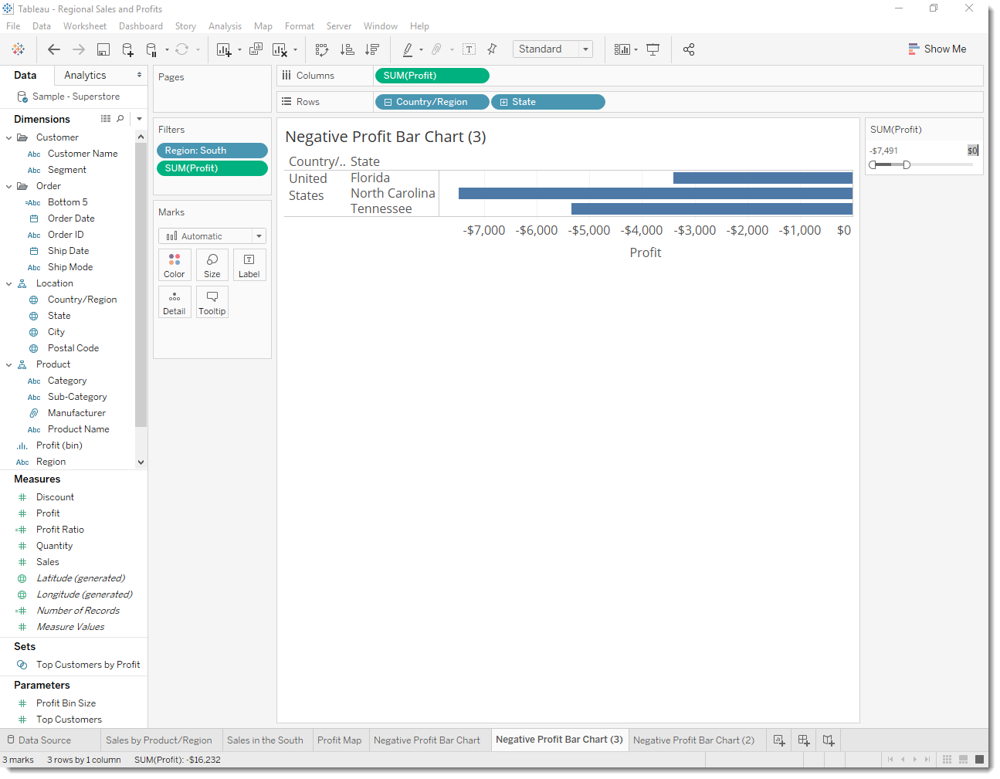 Tableau - Regional Sales and Profits
File Data Worksheet Dashboard Story Analysis Map Format Server Window Help
Standard
Show Me
Data Analytics
Sample - Superstore
Dimensions
Customer
Abc Customer Name
Abc Segment
Order
=Abc Bottom 5
Order Date
Abc Order ID
Ship Date
Abc Ship Mode
Location
Country/Region
State
City
Postal Code
Product
Abc Category
Abc Sub-Category
Manufacturer
Abc Product Name
Profit (bin)
Abc Region
Measures
# Discount
# Profit
=# Profit Ratio
# Quantity
# Sales
Latitude (generated)
Longitude (generated)
=# Number of Records
# Measure Values
Sets
Top Customers by Profit
Parameters
# Profit Bin Size
# Top Customers
Pages
Filters
Region: South
SUM(Profit)
Marks
Automatic
Color Size Label
Detail Tooltip
Columns SUM(Profit)
Rows Country/Region State
Negative Profit Bar Chart (3)
Country/.. State
United States
Florida
North Carolina
Tennessee
-$7,000 -$6,000 -$5,000 -$4,000 -$3,000 -$2,000 -$1,000 $0
Profit
SUM(Profit)
-$7,491 $0
Data Source Sales by Product/Region Sales in the South Profit Map Negative Profit Bar Chart Negative Profit Bar Chart (3) Negative Profit Bar Chart (2)
3 marks 3 rows by 1 column SUM(Profit): -$16,232